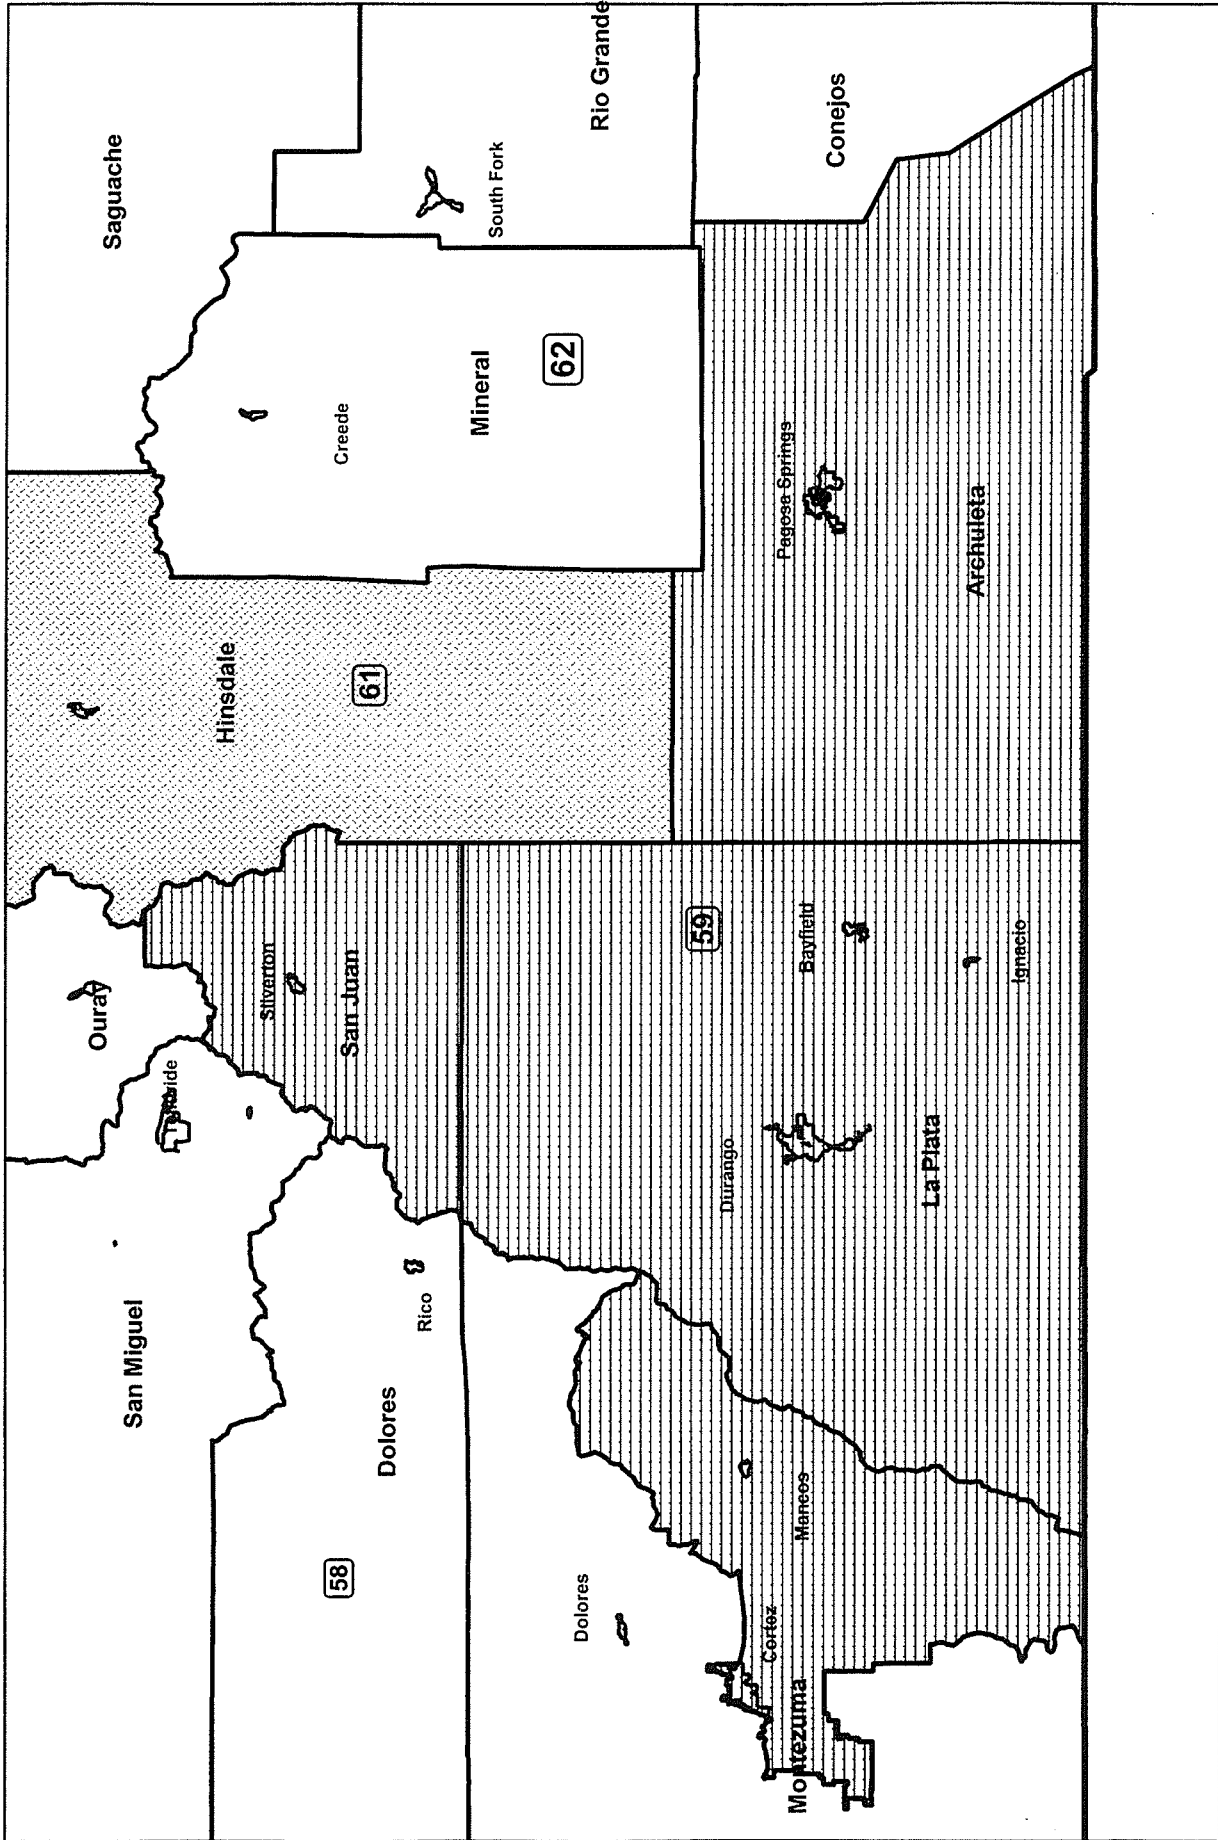 Saguache
Rio Grande
South Fork
Conejos
Creede
Mineral
62
Pagosa Springs
Archuleta
Hinsdale
61
Ouray
Silverton
San Juan
59
Bayfield
Ignacio
Durango
La Plata
San Miguel
Rico
Dolores
58
Dolores
Mancos
Cortez
Montezuma